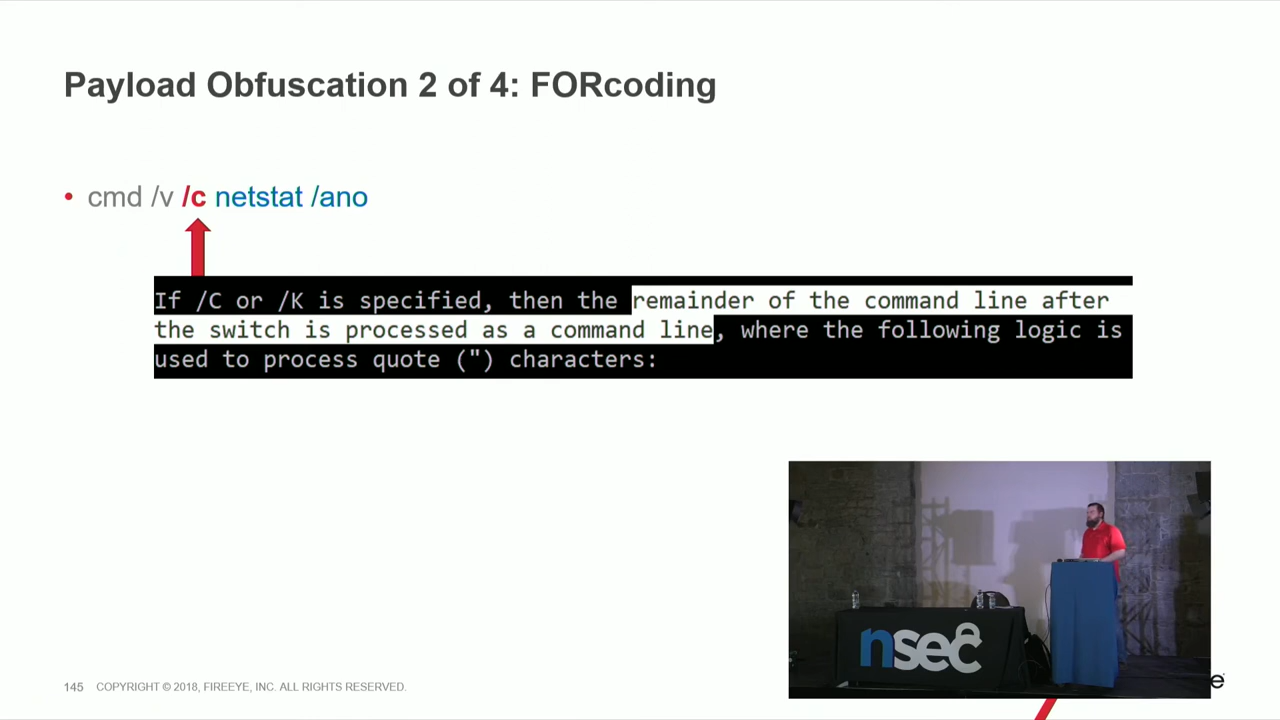 Payload Obfuscation 2 of 4: FORcoding
• cmd /v /c netstat /ano
If /C or /K is specified, then the remainder of the command line after
the switch is processed as a command line, where the following logic is
used to process quote (") characters:
nsec
145 COPYRIGHT © 2018, FIREEYE, INC. ALL RIGHTS RESERVED.